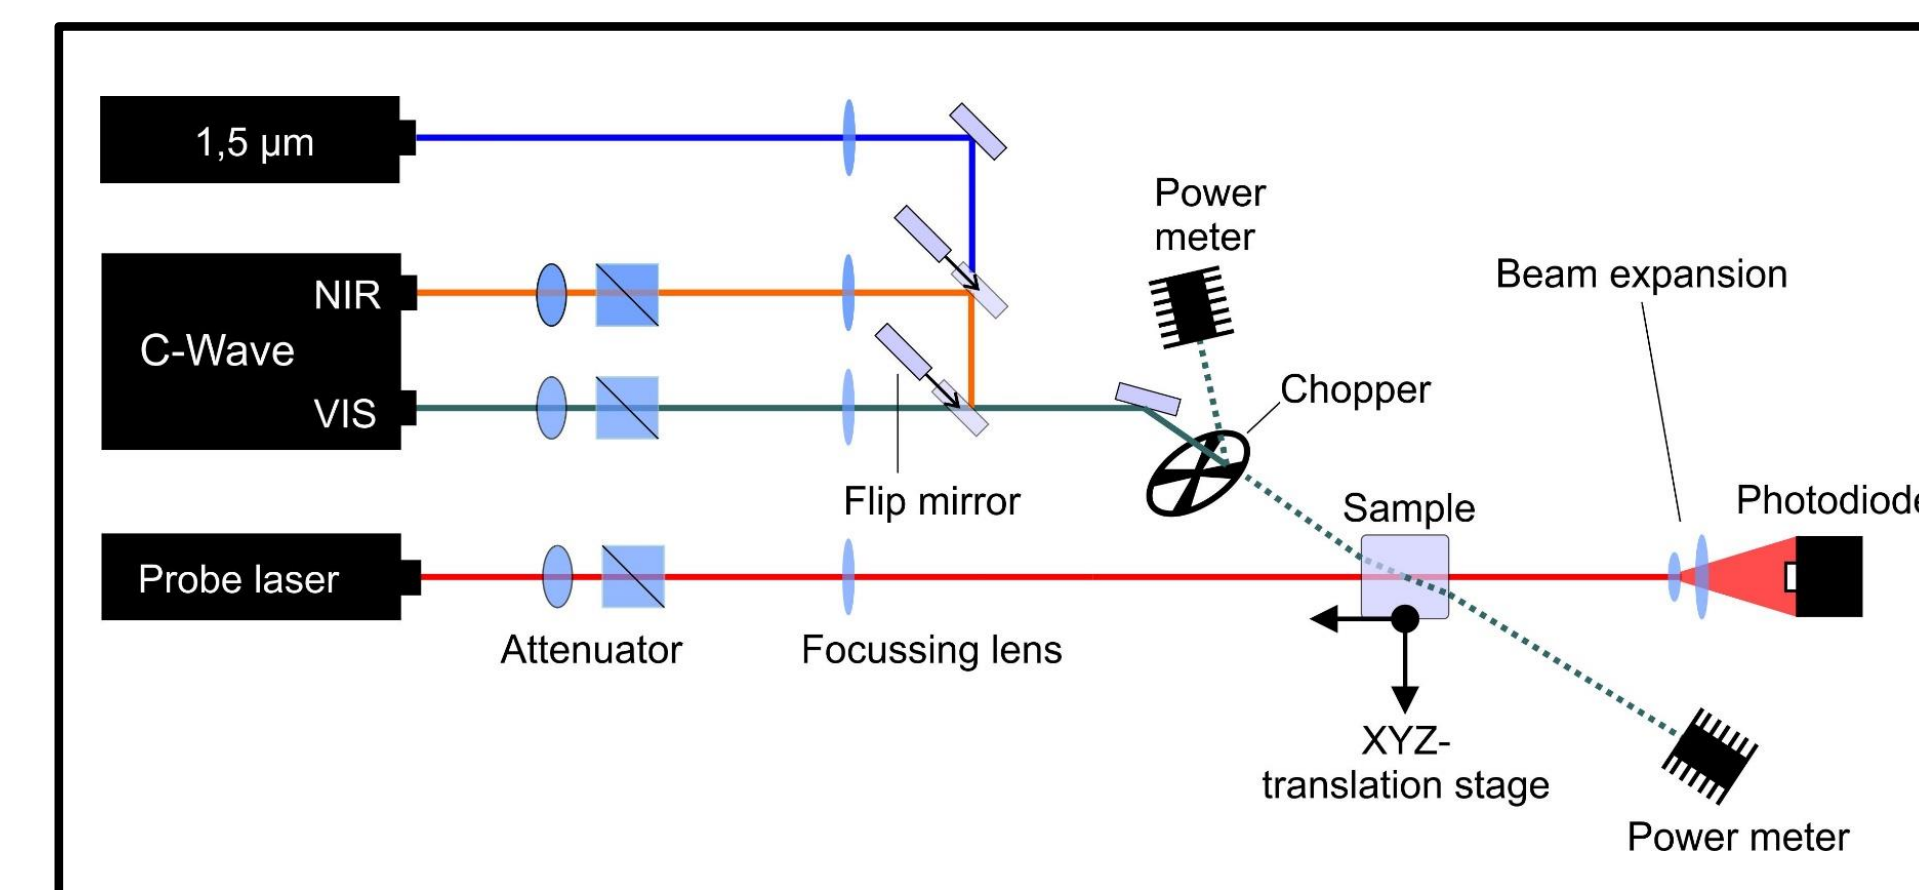 1,5 µm
NIR
C-Wave
VIS
Probe laser
Attenuator
Focussing lens
Flip mirror
Power
meter
Chopper
Beam expansion
Sample
Photodiode
XYZ-
translation stage
Power meter